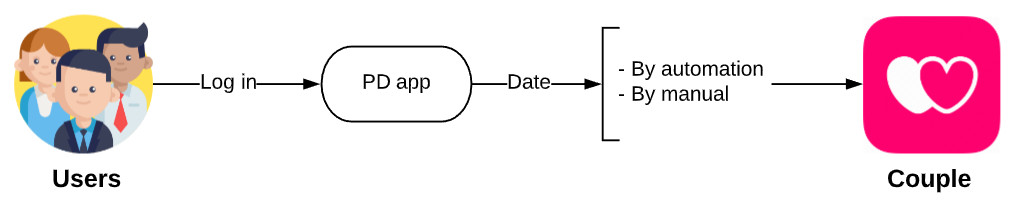 Log in
PD app
Date
- By automation
- By manual
Users
Couple